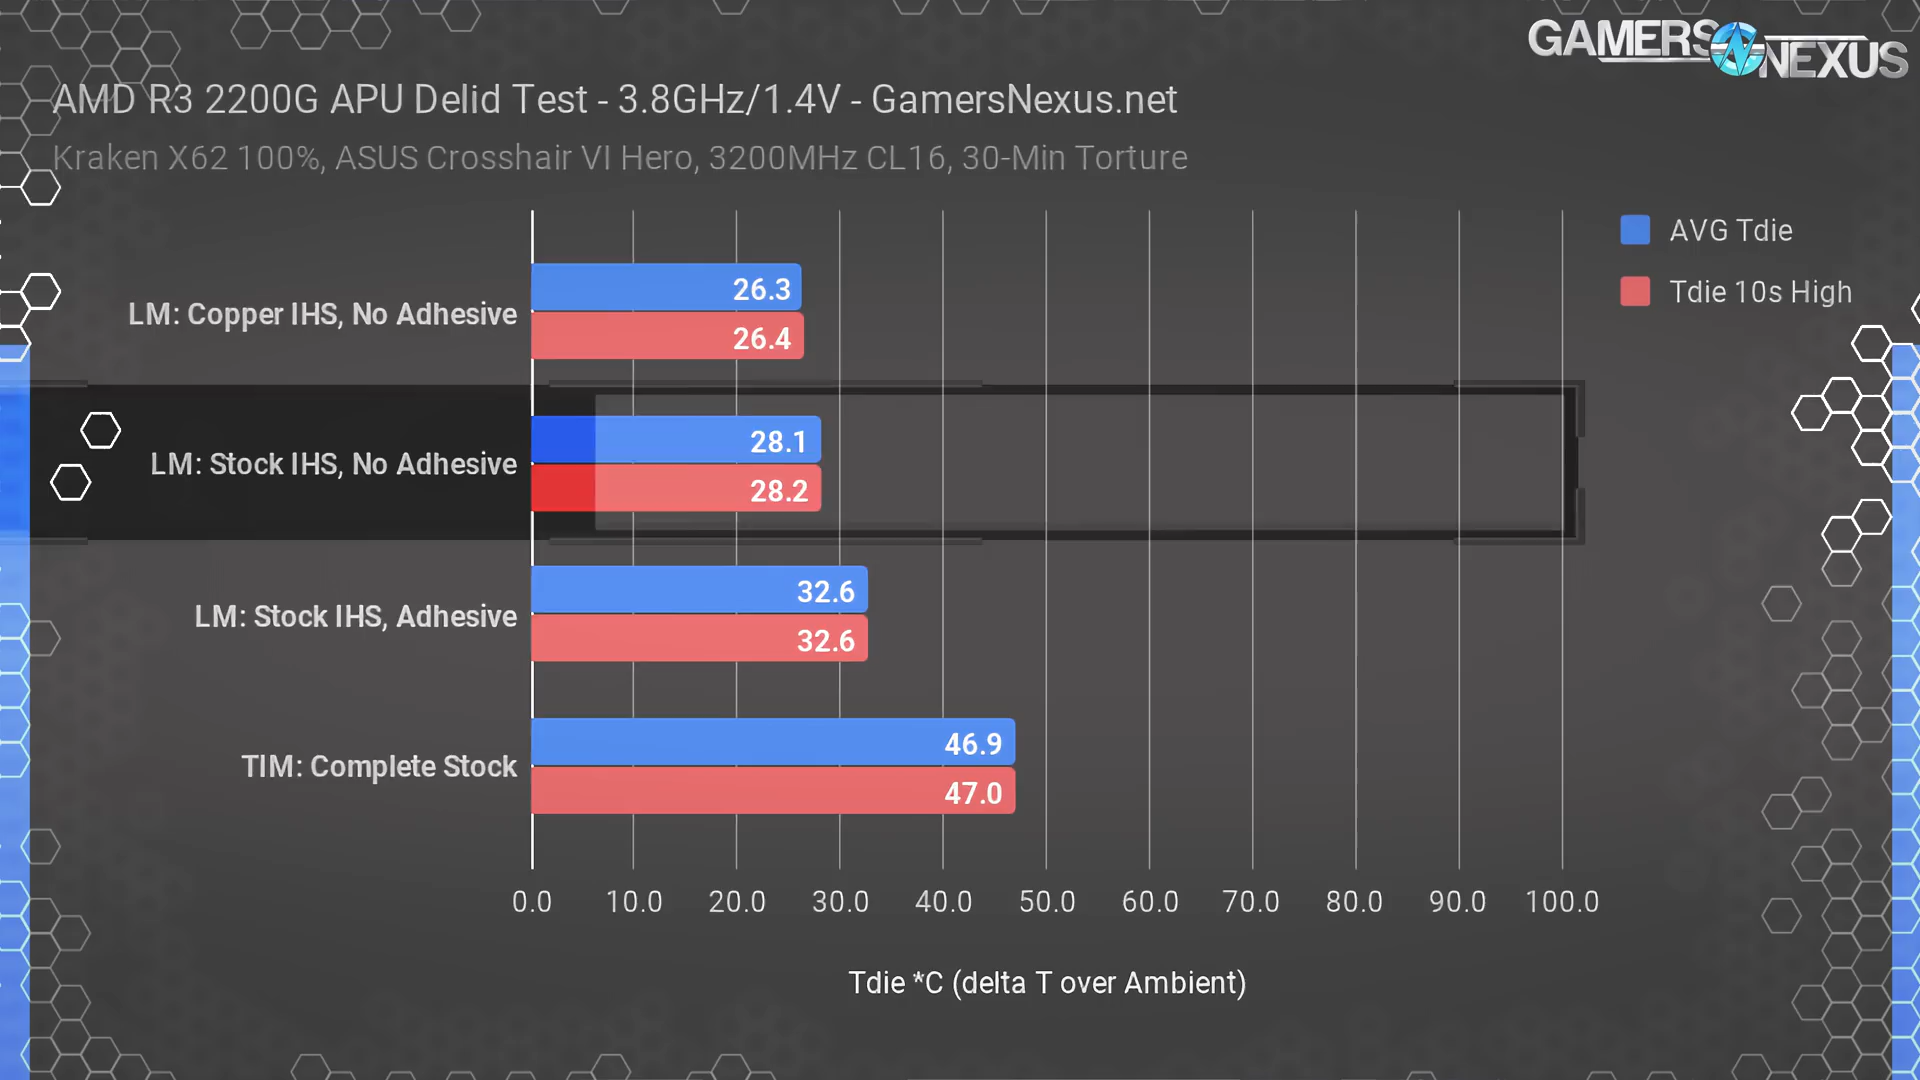 GAMERS NEXUS
AMD R3 2200G APU Delid Test - 3.8GHz/1.4V - GamersNexus.net
Kraken X62 100%, ASUS Crosshair VI Hero, 3200MHz CL16, 30-Min Torture
AVG Tdie
Tdie 10s High
LM: Copper IHS, No Adhesive
26.3
26.4
LM: Stock IHS, No Adhesive
28.1
28.2
LM: Stock IHS, Adhesive
32.6
32.6
TIM: Complete Stock
46.9
47.0
0.0 10.0 20.0 30.0 40.0 50.0 60.0 70.0 80.0 90.0 100.0
Tdie *C (delta T over Ambient)